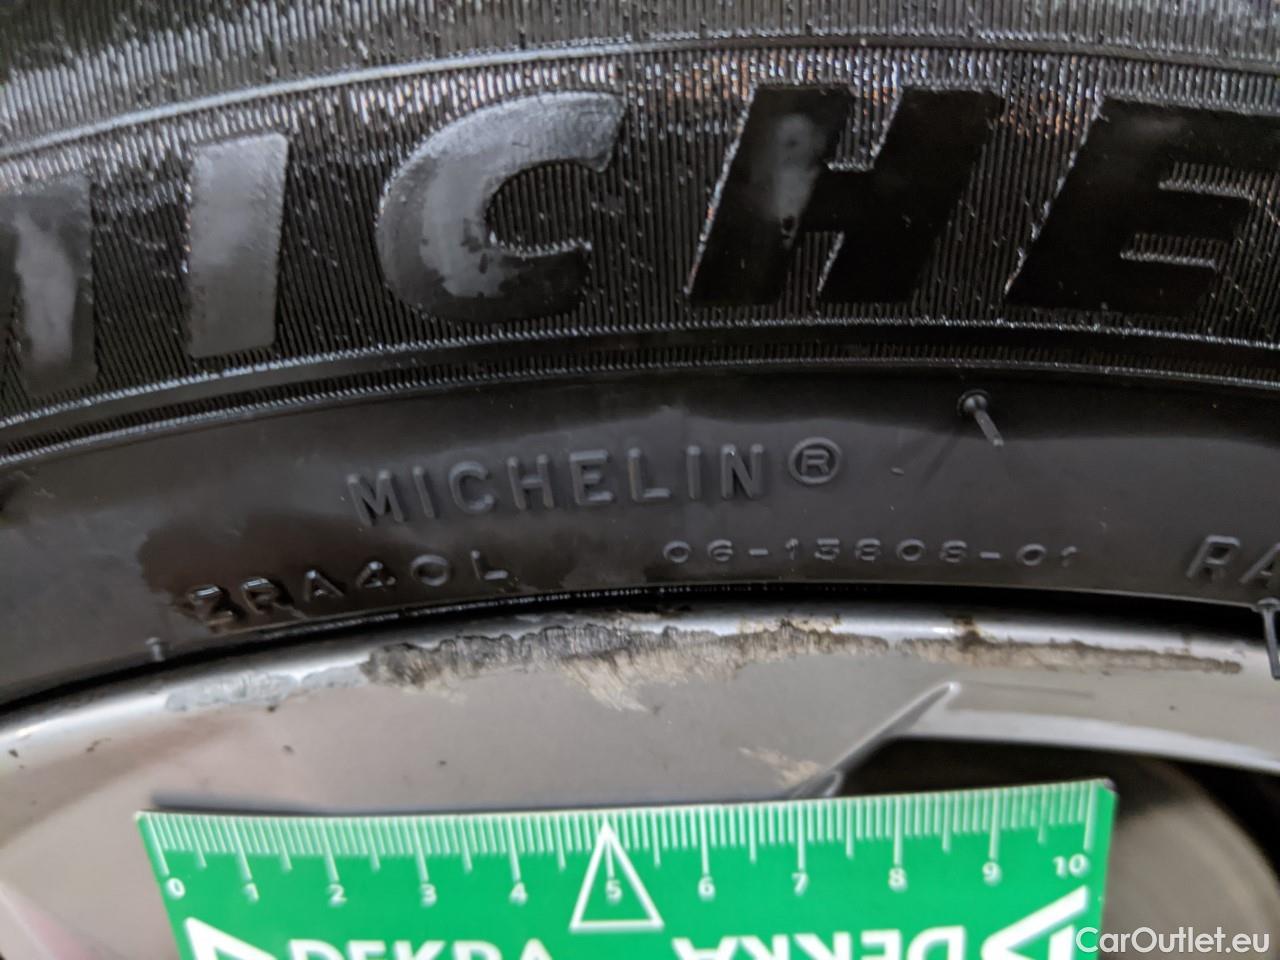 MICHE
MICHELIN®
2RA40L 06-13808-01 RA
0 1 2 3 4 5 6 7 8 9 10
DEKRA DEKRA
CarOutlet.eu